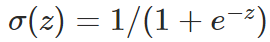 σ(z) = 1/(1 + e⁻ᶻ)